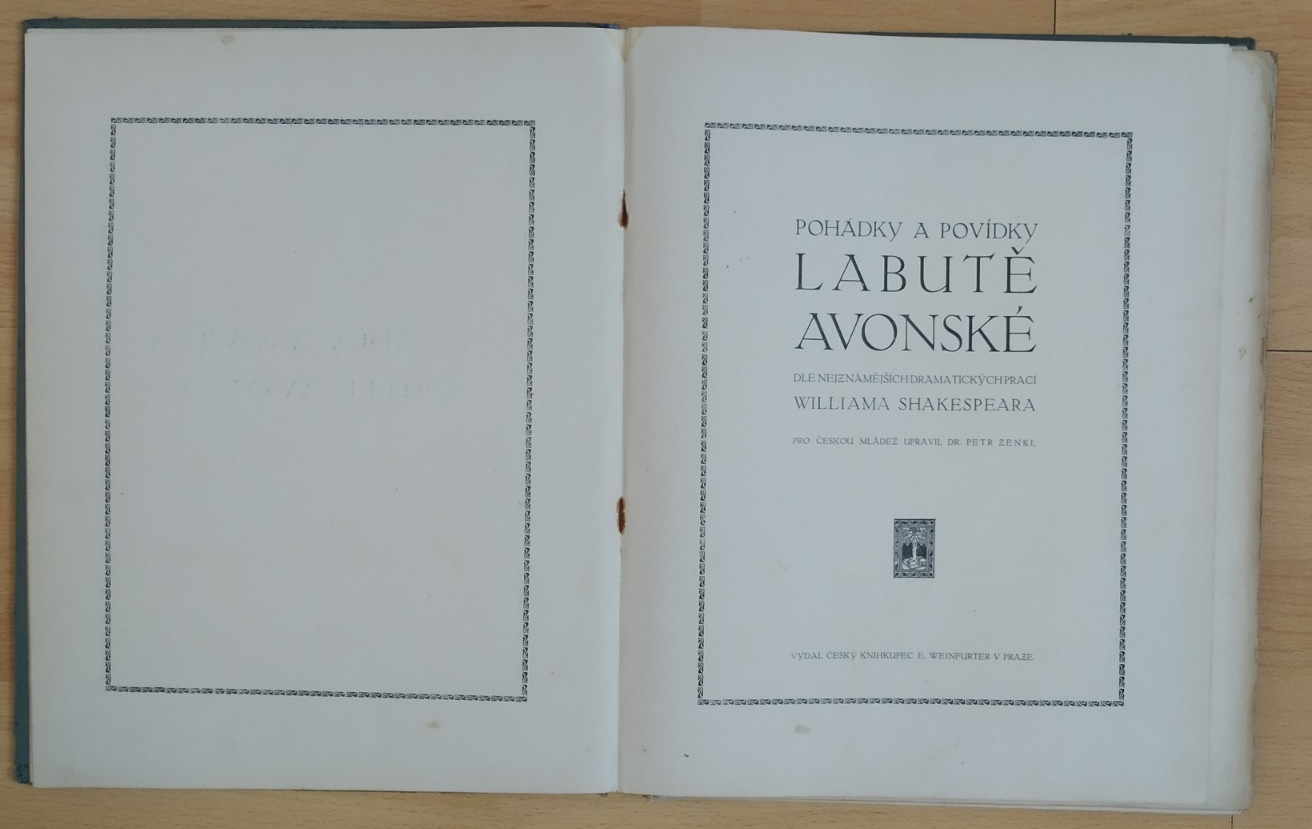 POHÁDKY A POVÍDKY
LABUTĚ
AVONSKÉ
DLE NEJZNÁMĚJŠÍCH DRAMATICKÝCH PRACÍ
WILLIAMA SHAKESPEARA
PRO ČESKOU MLÁDEŽ UPRAVIL DR. PETR ZENKL
VYDAL ČESKÝ KNIHKUPEC E. WEINFURTER V PRAZE